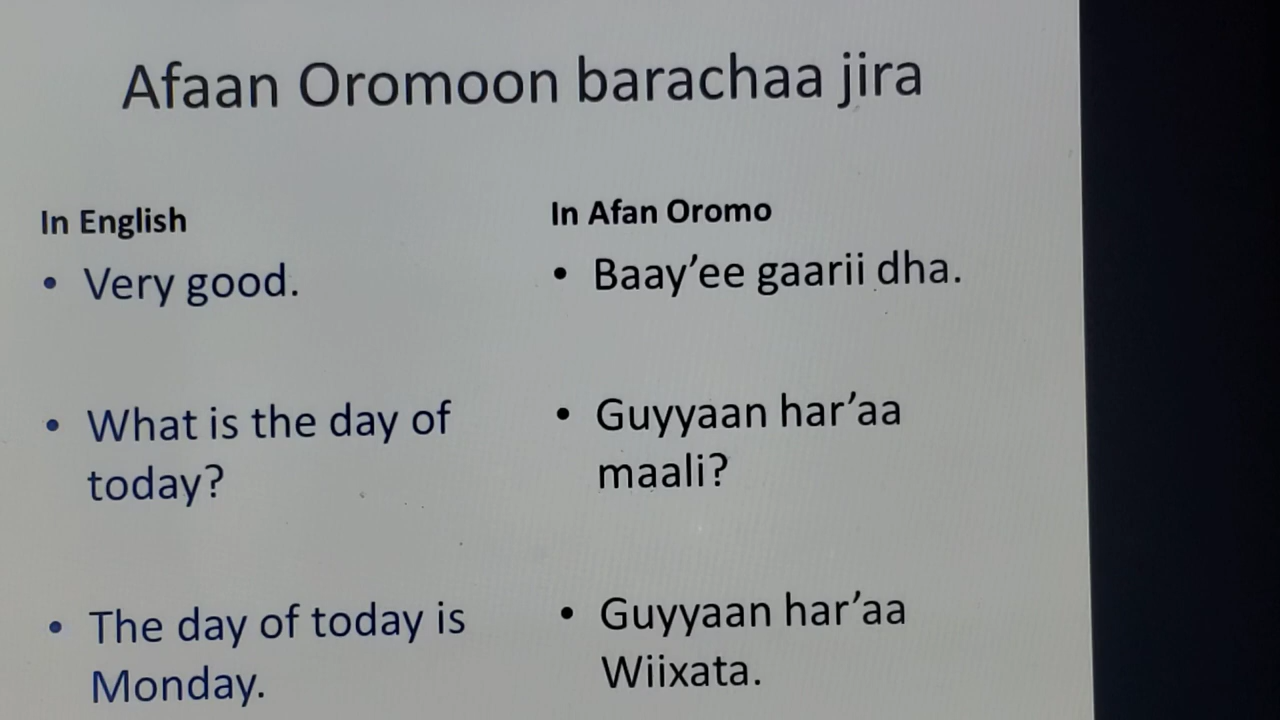 Afaan Oromoon barachaa jira
In English
• Very good.
• What is the day of
today?
• The day of today is
Monday.
In Afan Oromo
• Baay’ee gaarii dha.
• Guyyaan har’aa
maali?
• Guyyaan har’aa
Wiixata.